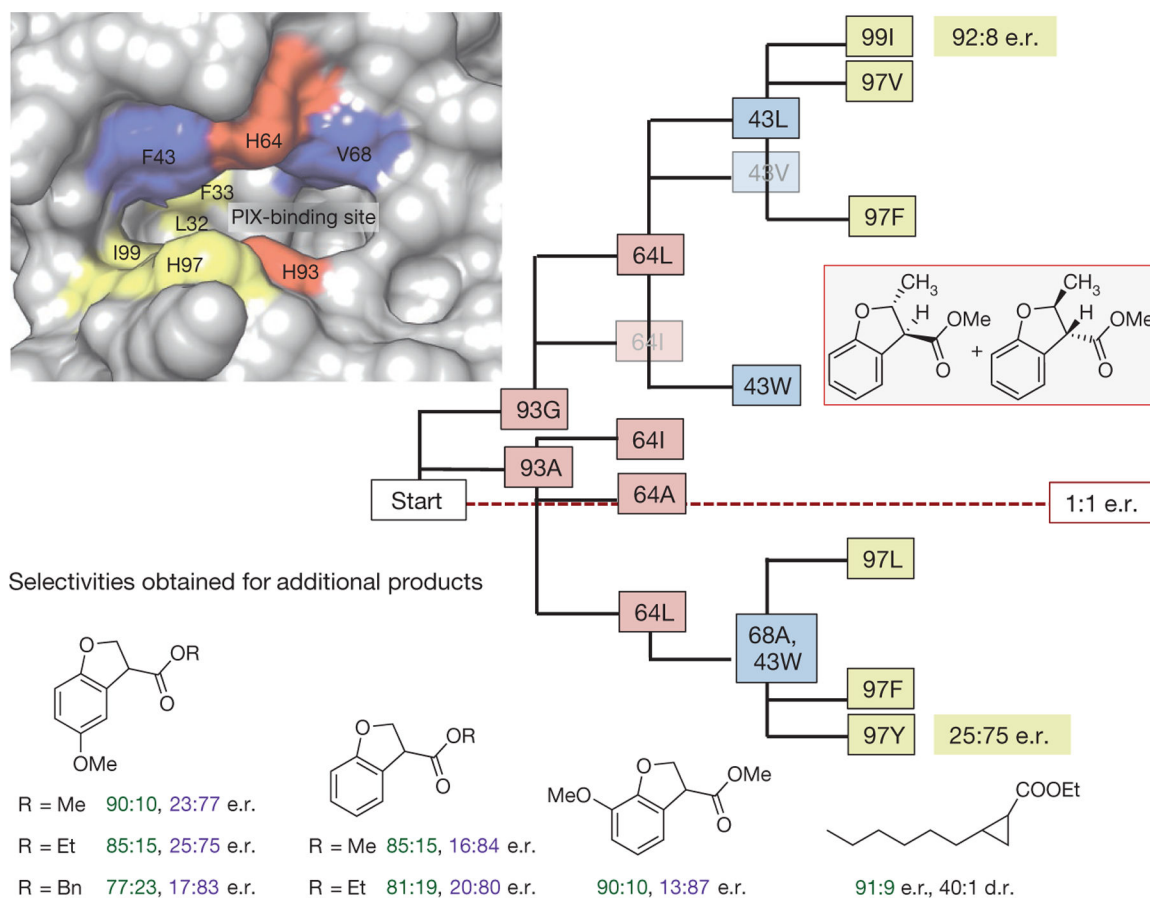 F43
H64
V68
F33
L32
PIX-binding site
I99
H97
H93
99I
92:8 e.r.
97V
43L
43V
97F
64L
64I
43W
CH3
O
H
OMe
O
+
CH3
O
H
OMe
O
93G
64I
93A
64A
Start
1:1 e.r.
97L
64L
68A,
43W
97F
97Y
25:75 e.r.
Selectivities obtained for additional products
O
OR
O
OMe
R = Me 90:10, 23:77 e.r.
R = Et 85:15, 25:75 e.r.
R = Bn 77:23, 17:83 e.r.
O
OR
O
R = Me 85:15, 16:84 e.r.
R = Et 81:19, 20:80 e.r.
O
OMe
MeO
O
90:10, 13:87 e.r.
COOEt
91:9 e.r., 40:1 d.r.